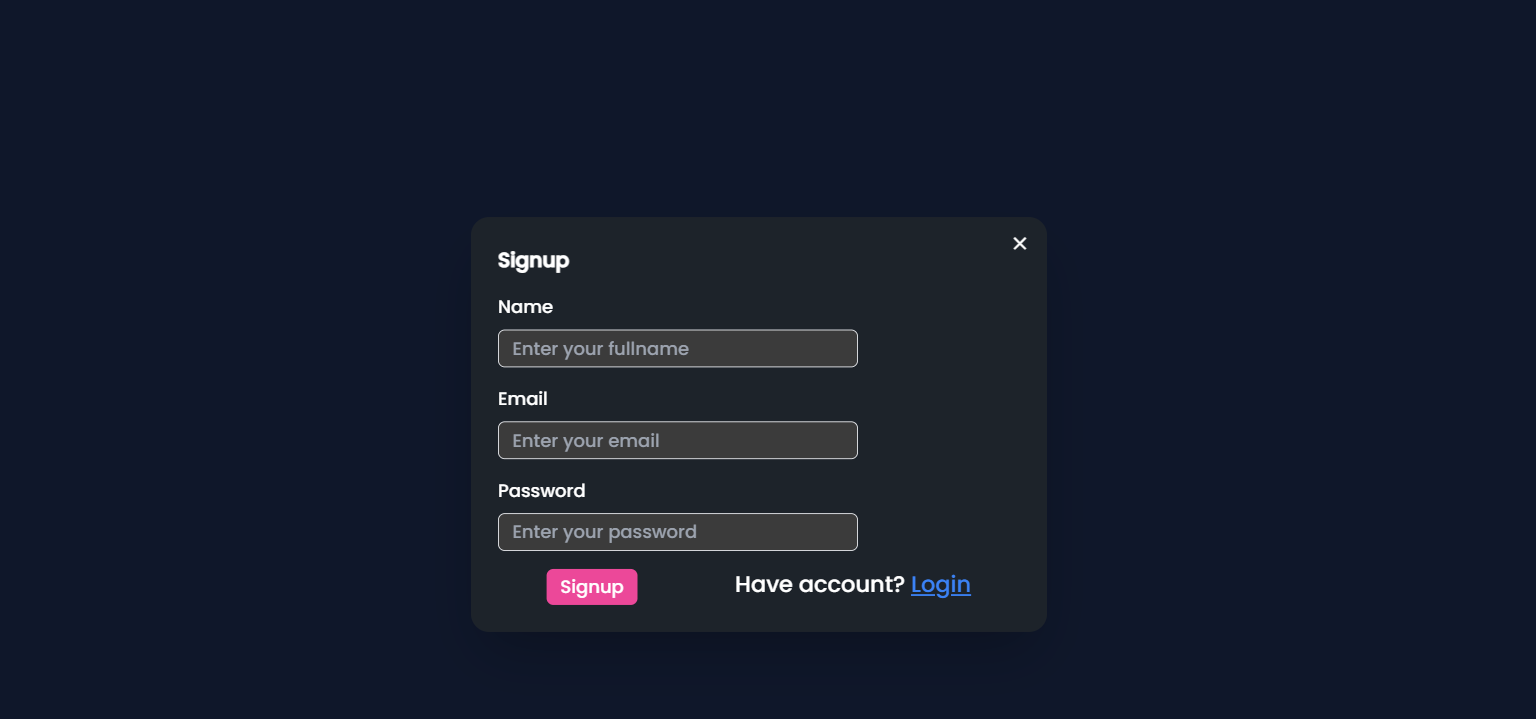 ✕
Signup
Name
Enter your fullname
Email
Enter your email
Password
Enter your password
Signup Have account? Login